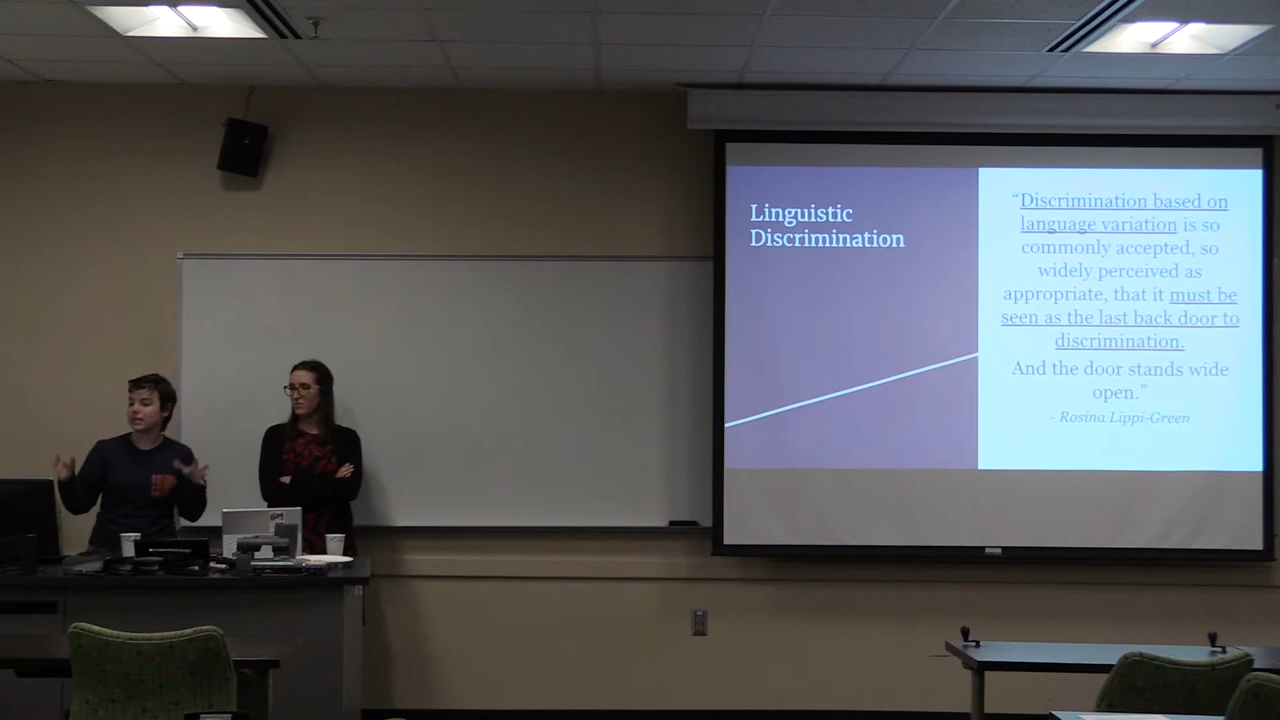 Linguistic
Discrimination
“Discrimination based on
language variation is so
commonly accepted, so
widely perceived as
appropriate, that it must be
seen as the last back door to
discrimination.
And the door stands wide
open.”
- Rosina Lippi-Green